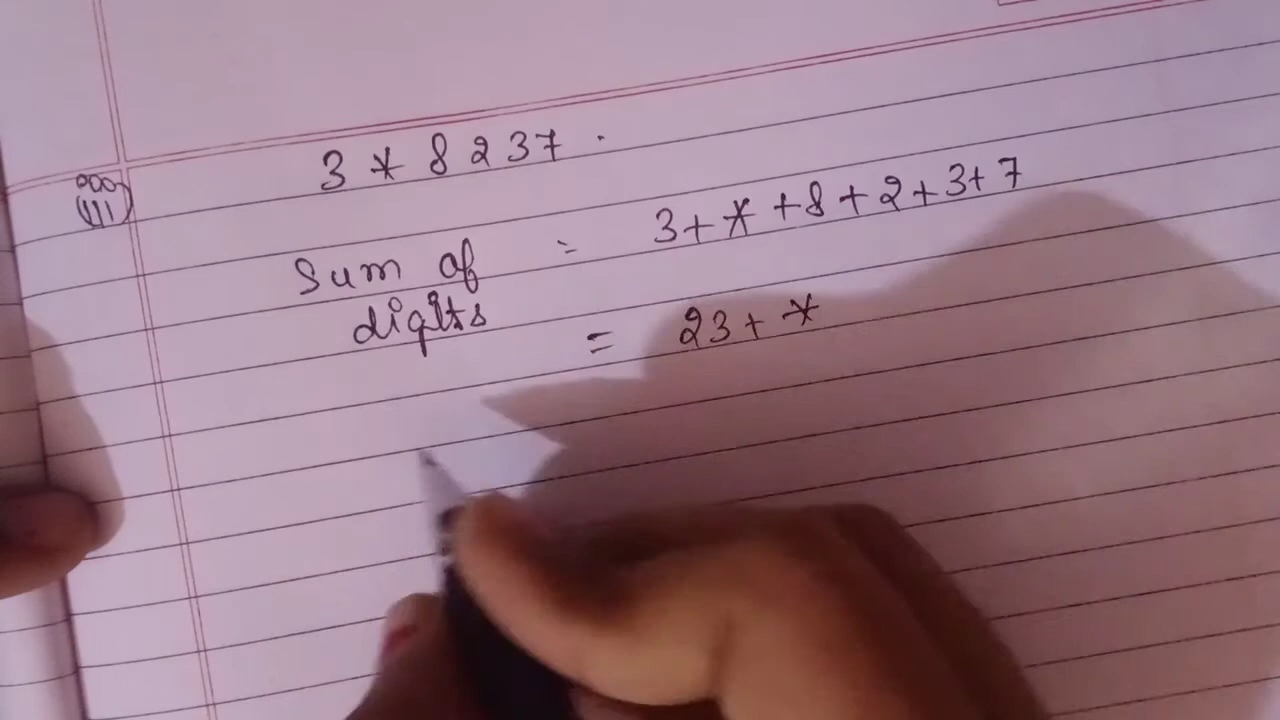 (iii) 3 * 8 2 3 7 .
Sum of = 3 + * + 8 + 2 + 3 + 7
digits
= 23 + *